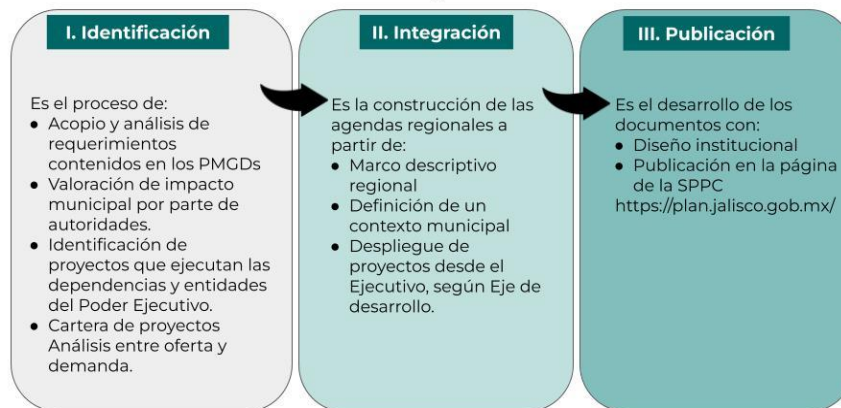 I. Identificación
Es el proceso de:
● Acopio y análisis de
requerimientos
contenidos en los PMGDs
● Valoración de impacto
municipal por parte de
autoridades.
● Identificación de
proyectos que ejecutan las
dependencias y entidades
del Poder Ejecutivo.
● Cartera de proyectos
Análisis entre oferta y
demanda.
II. Integración
Es la construcción de las
agendas regionales a
partir de:
● Marco descriptivo
regional
● Definición de un
contexto municipal
● Despliegue de
proyectos desde el
Ejecutivo, según Eje de
desarrollo.
III. Publicación
Es el desarrollo de los
documentos con:
● Diseño institucional
● Publicación en la página
de la SPPC
https://plan.jalisco.gob.mx/